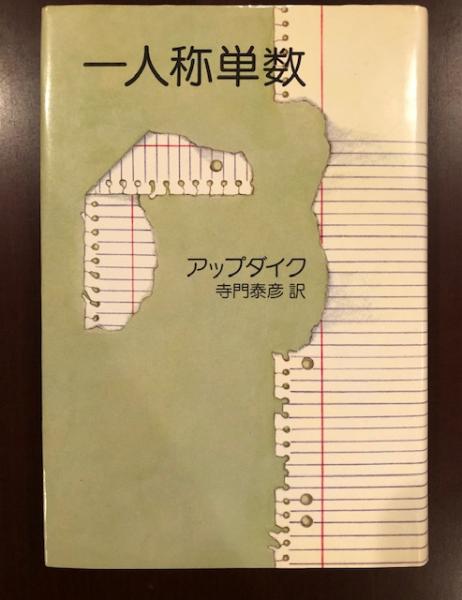 一人称単数
アップダイク
寺門泰彦 訳